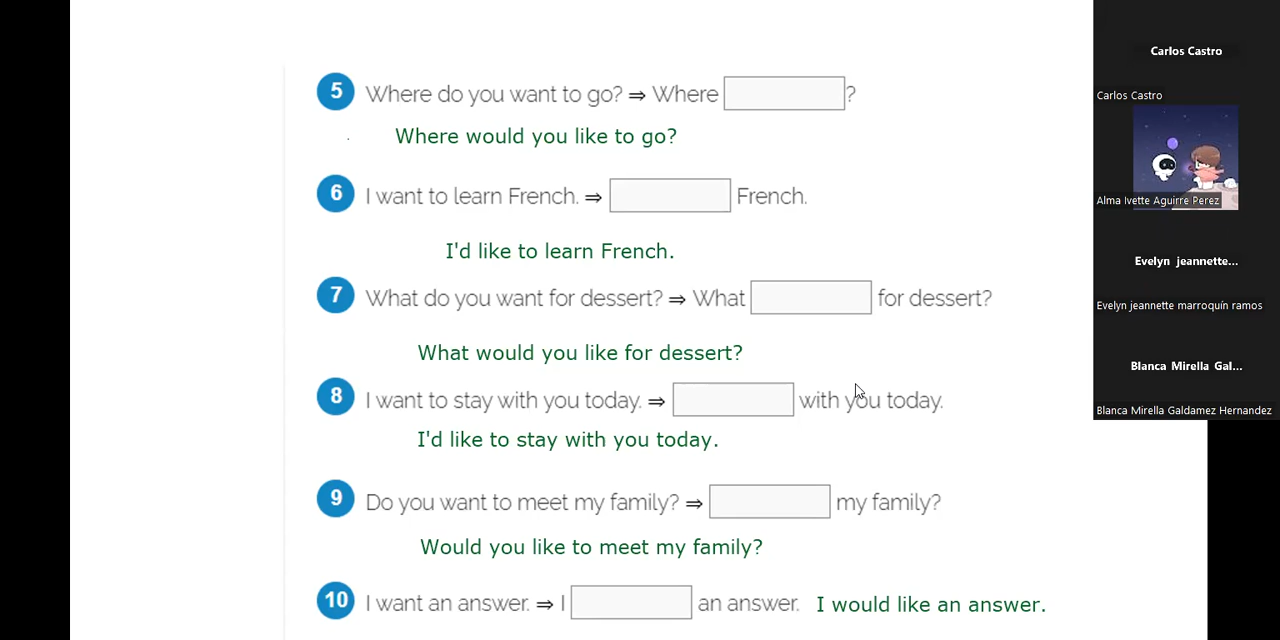 5 Where do you want to go? ⇒ Where ?
Where would you like to go?
6 I want to learn French. ⇒ French.
I'd like to learn French.
7 What do you want for dessert? ⇒ What for dessert?
What would you like for dessert?
8 I want to stay with you today. ⇒ with you today.
I'd like to stay with you today.
9 Do you want to meet my family? ⇒ my family?
Would you like to meet my family?
10 I want an answer. ⇒ I an answer. I would like an answer.
Carlos Castro
Carlos Castro
Alma Ivette Aguirre Perez
Evelyn jeannette...
Evelyn jeannette marroquín ramos
Blanca Mirella Gal...
Blanca Mirella Galdamez Hernandez